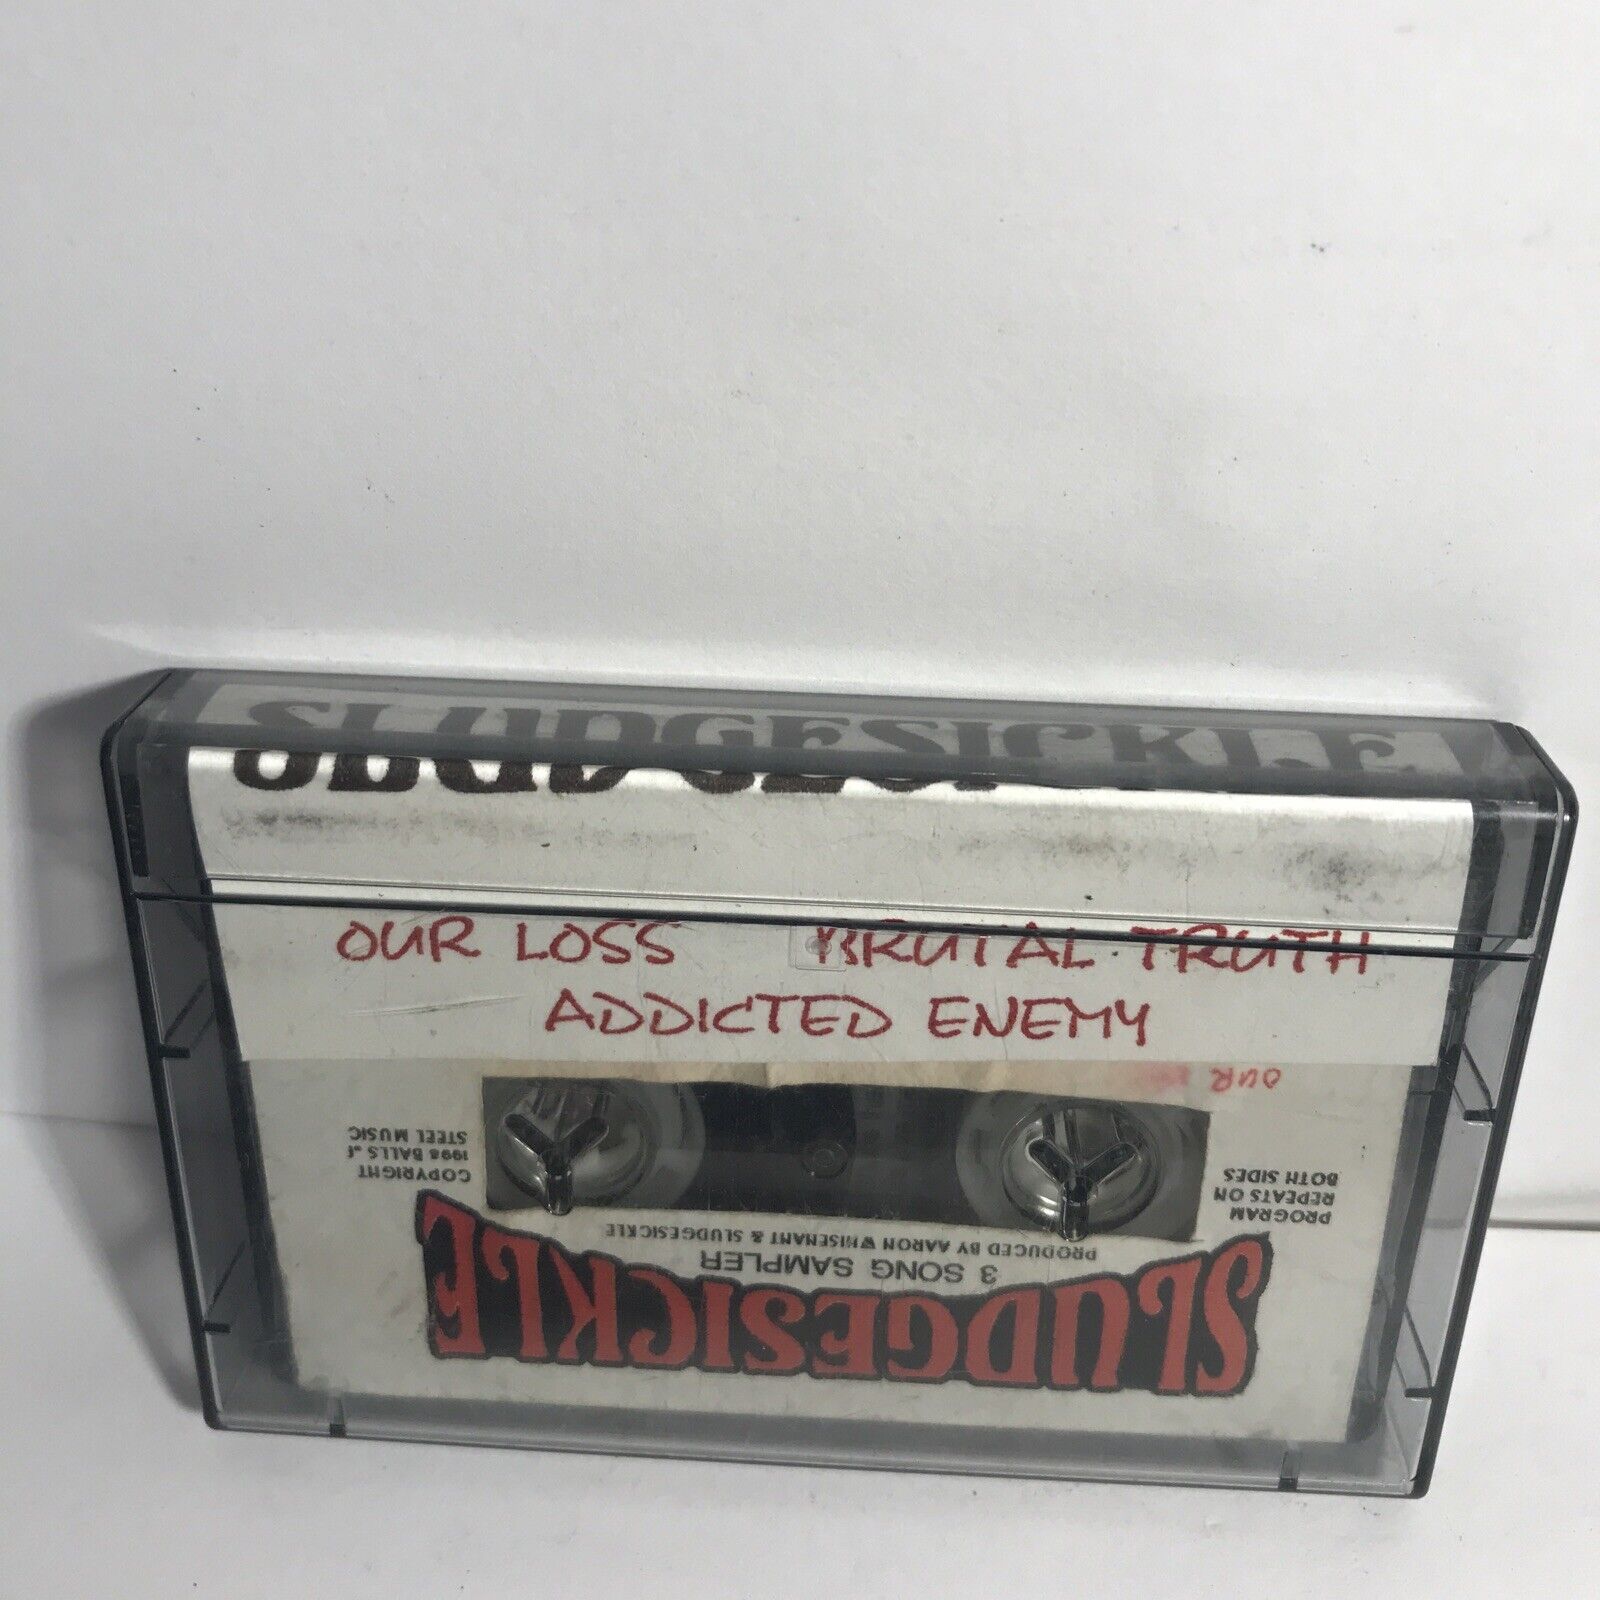 SLUDGESICKLE
OUR LOSS BRUTAL TRUTH
ADDICTED ENEMY
OUR
SLUDGESICKLE
3 SONG SAMPLER
PRODUCED BY AARON WHISENANT & SLUDGESICKLE
PROGRAM
REPEATS ON
BOTH SIDES
COPYRIGHT
1998 BALLS of
STEEL MUSIC